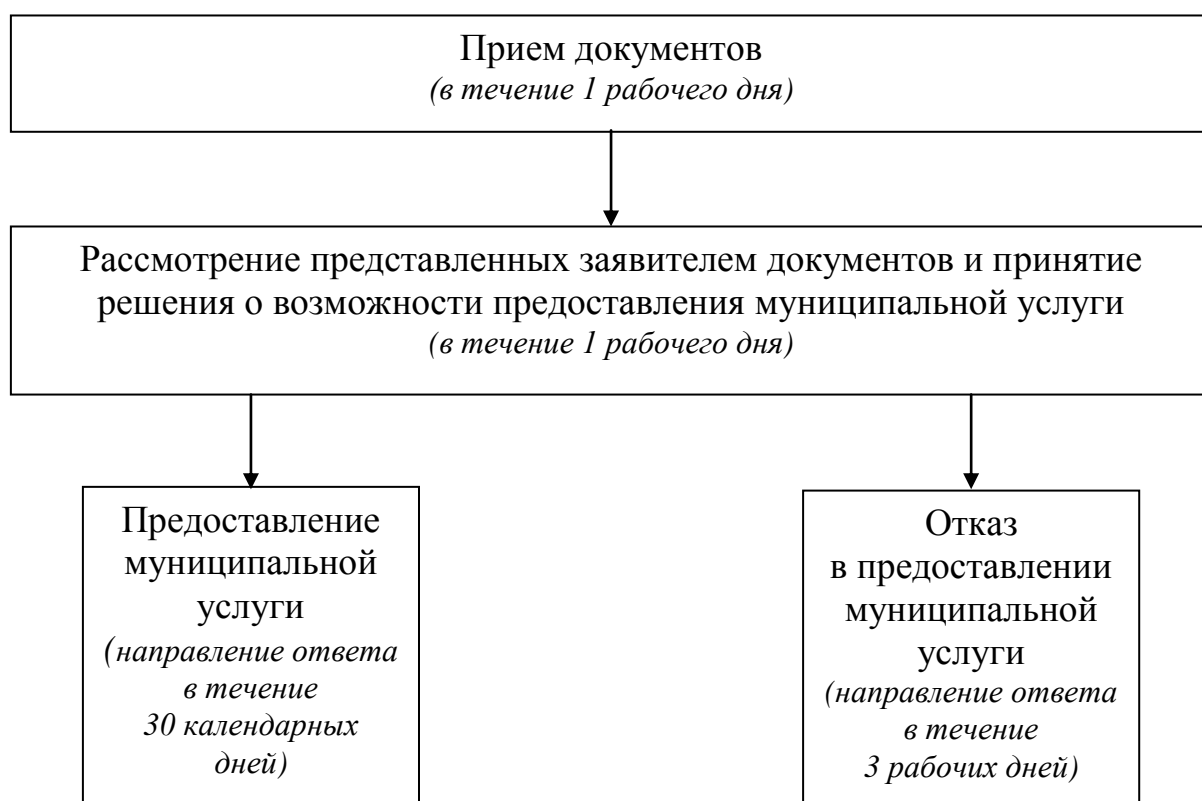 Прием документов
(в течение 1 рабочего дня)
Рассмотрение представленных заявителем документов и принятие
решения о возможности предоставления муниципальной услуги
(в течение 1 рабочего дня)
Предоставление
муниципальной
услуги
(направление ответа
в течение
30 календарных
дней)
Отказ
в предоставлении
муниципальной
услуги
(направление ответа
в течение
3 рабочих дней)